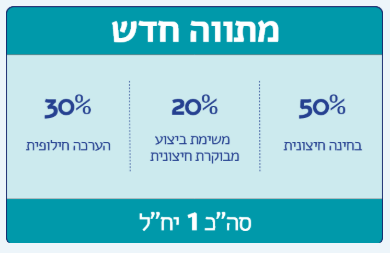 מתווה חדש
50%
בחינה חיצונית
20%
משימת ביצוע
מבוקרת חיצונית
30%
הערכה חילופית
סה"כ 1 יח"ל